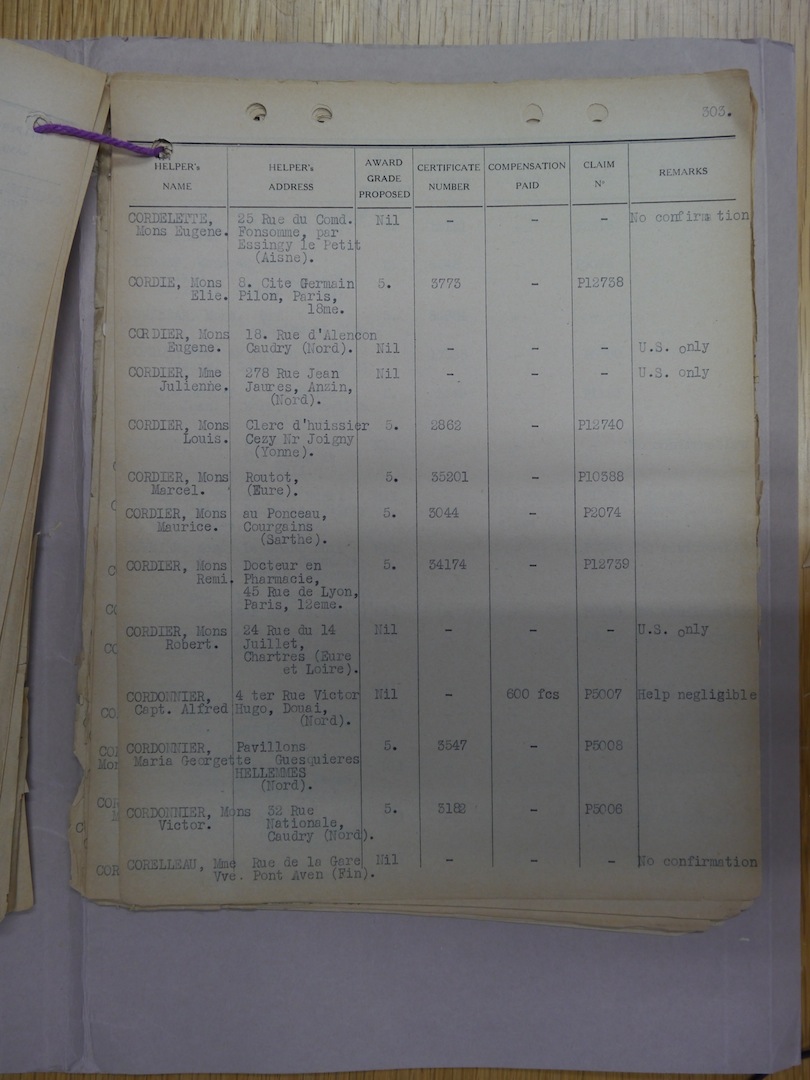 303.
HELPER's NAME HELPER's ADDRESS AWARD GRADE PROPOSED CERTIFICATE NUMBER COMPENSATION PAID CLAIM N° REMARKS
CORDELETTE, 25 Rue du Comd. Nil - - - No confirmation
Mons Eugene. Fonsomme, par
Essingy le Petit
(Aisne).
CORDIE, Mons 8. Cite Germain 5. 3773 - P12738
Elie. Pilon, Paris,
18me.
CORDIER, Mons 18. Rue d'Alencon
Eugene. Caudry (Nord). Nil - - - U.S. only
CORDIER, Mme 278 Rue Jean Nil - - - U.S. only
Julienne. Jaures, Anzin,
(Nord).
CORDIER, Mons Clerc d'huissier 5. 2862 - P12740
Louis. Cezy Nr Joigny
(Yonne).
CORDIER, Mons Routot, 5. 35201 - P10388
Marcel. (Eure).
CORDIER, Mons au Ponceau, 5. 3044 - P2074
Maurice. Courgains
(Sarthe).
CORDIER, Mons Docteur en 5. 34174 - P12739
Remi. Pharmacie,
45 Rue de Lyon,
Paris, 12eme.
CORDIER, Mons 24 Rue du 14 Nil - - - U.S. only
Robert. Juillet,
Chartres (Eure
et Loire).
CORDONNIER, 4 ter Rue Victor Nil - 600 fcs P5007 Help negligible
Capt. Alfred Hugo, Douai,
(Nord).
CORDONNIER, Pavillons 5. 3547 - P5008
Maria Georgette Guesquieres
HELLEMMES
(Nord).
CORDONNIER, Mons 32 Rue 5. 3182 - P5006
Victor. Nationale,
Caudry (Nord).
CORELLEAU, Mme Rue de la Gare Nil - - - No confirmation
Vve. Pont Aven (Fin).